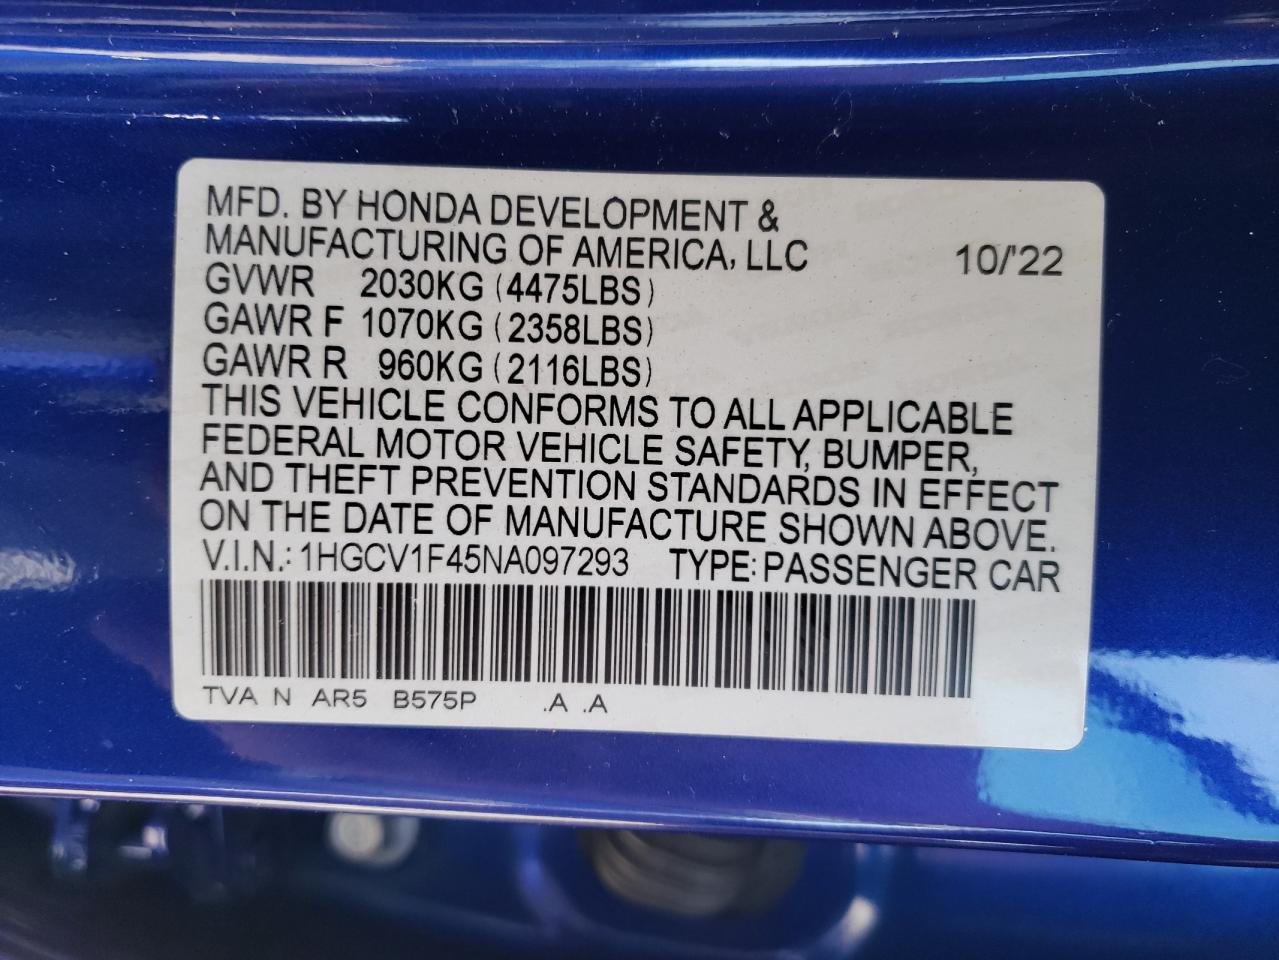 MFD. BY HONDA DEVELOPMENT &
MANUFACTURING OF AMERICA, LLC 10/'22
GVWR 2030KG (4475LBS)
GAWR F 1070KG (2358LBS)
GAWR R 960KG (2116LBS)
THIS VEHICLE CONFORMS TO ALL APPLICABLE
FEDERAL MOTOR VEHICLE SAFETY, BUMPER,
AND THEFT PREVENTION STANDARDS IN EFFECT
ON THE DATE OF MANUFACTURE SHOWN ABOVE.
V.I.N.: 1HGCV1F45NA097293 TYPE: PASSENGER CAR
TVA N AR5 B575P .A .A